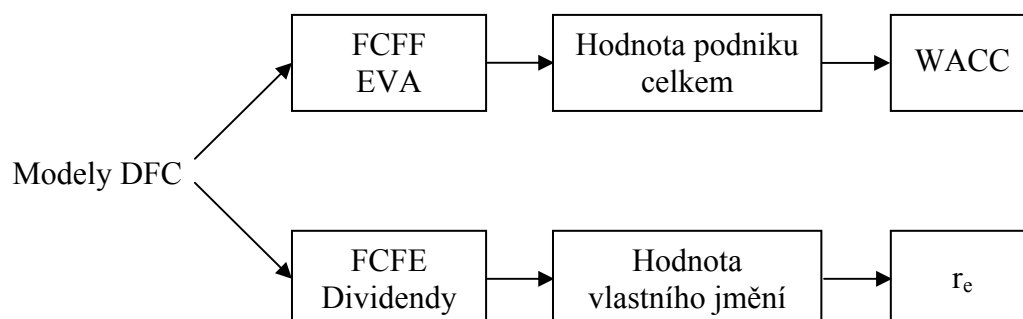 FCFF
EVA
Hodnota podniku
celkem
WACC
Modely DFC
FCFE
Dividendy
Hodnota
vlastního jmění
rₑ